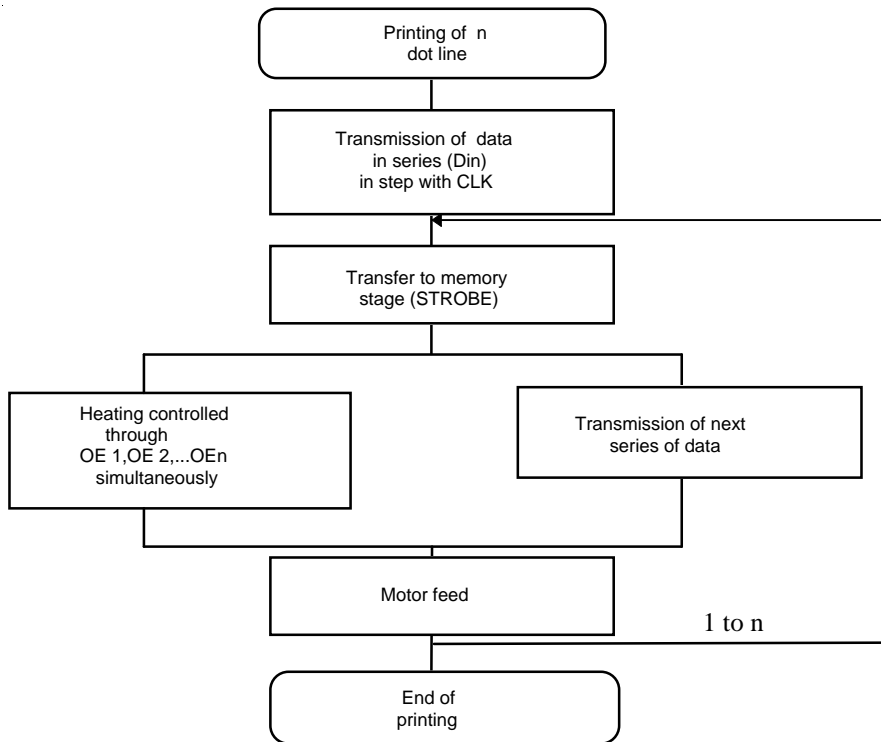 Printing of n
dot line
Transmission of data
in series (Din)
in step with CLK
Transfer to memory
stage (STROBE)
Heating controlled
through
OE 1,OE 2,...OEn
simultaneously
Transmission of next
series of data
Motor feed
1 to n
End of
printing